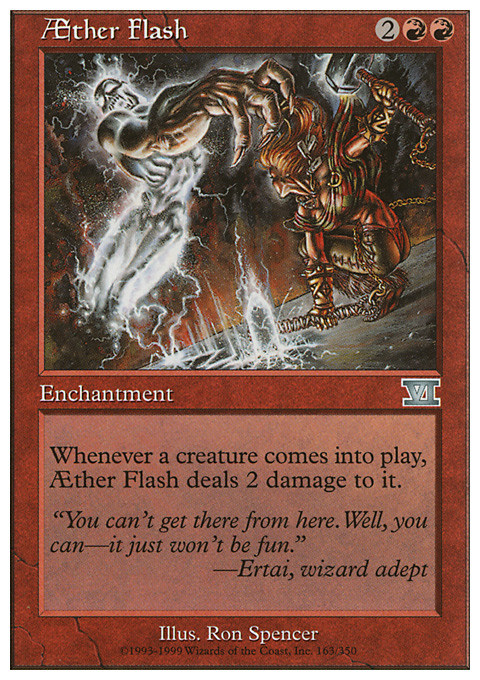 Æther Flash 2
Enchantment VI
Whenever a creature comes into play,
Æther Flash deals 2 damage to it.
“You can’t get there from here. Well, you
can—it just won’t be fun.”
—Ertai, wizard adept
Illus. Ron Spencer
©1993-1999 Wizards of the Coast, Inc. 163/350